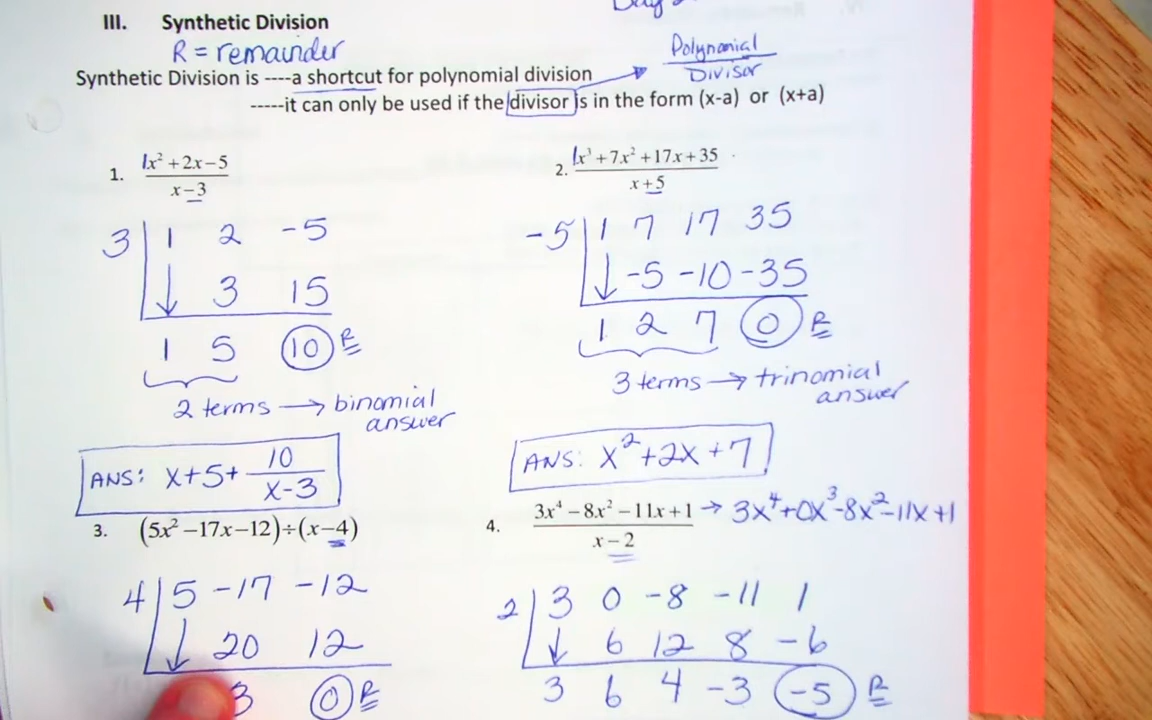 Day
III. Synthetic Division
R = remainder
Polynomial
Divisor
Synthetic Division is ----a shortcut for polynomial division
-----it can only be used if the divisor is in the form (x-a) or (x+a)
1. 1x² + 2x – 5
x – 3
3 1 2 -5
3 15
1 5 10 R
2 terms → binomial
answer
ANS: x+5+ 10
x-3
2. 1x³ + 7x² + 17x + 35
x + 5
-5 1 7 17 35
-5 -10 -35
1 2 7 0 R
3 terms → trinomial
answer
ANS: x²+2x+7
3. (5x² –17x –12)÷(x–4)
4 5 -17 -12
20 12
3 0 R
4. 3x⁴ – 8x² – 11x + 1 → 3x⁴+0x³-8x²-11x+1
x – 2
2 3 0 -8 -11 1
6 12 8 -6
3 6 4 -3 -5 R